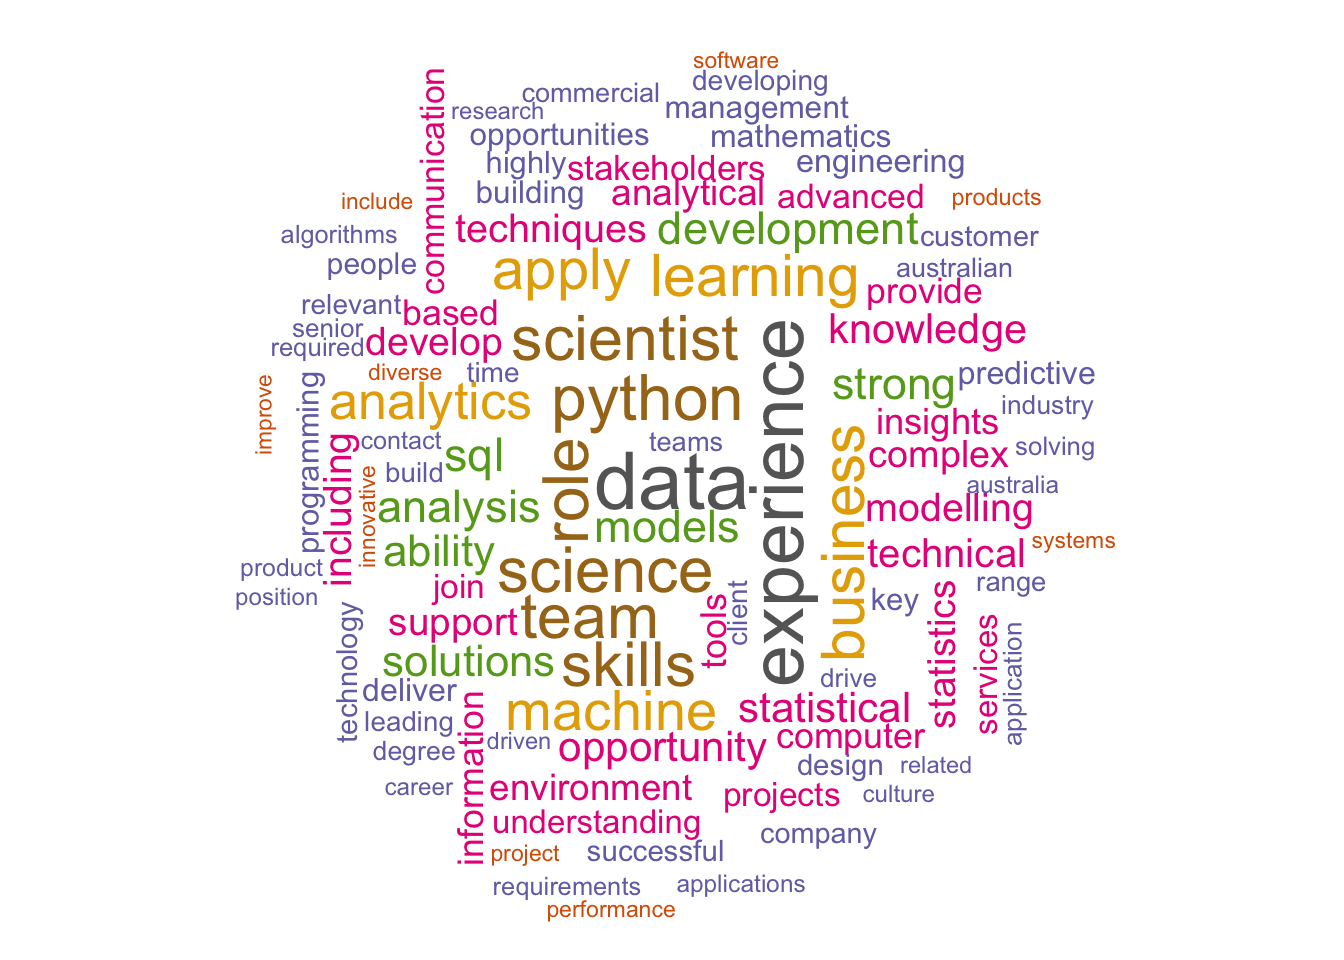 software
developing
commercial
communication
research
management
opportunities
mathematics
highly
stakeholders
engineering
building
analytical
advanced
products
include
techniques
development
customer
algorithms
people
apply
learning
australian
provide
relevant
based
senior
required
develop
scientist
experience
knowledge
diverse
time
improve
programming
analytics
python
strong
predictive
industry
insights
contact
sql
teams
business
complex
solving
including
innovative
build
role
data
australia
analysis
models
modelling
ability
technical
systems
product
position
join
science
client
key
range
support
team
tools
statistics
services
application
technology
solutions
skills
drive
deliver
leading
machine
statistical
information
degree
driven
opportunity
computer
design
related
career
environment
projects
culture
understanding
company
project
successful
requirements
applications
performance